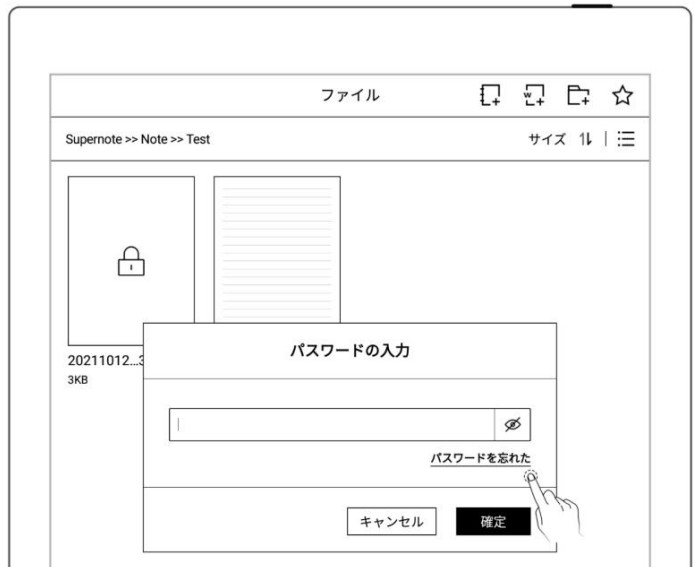 ファイル
Supernote >> Note >> Test
サイズ
20211012...3
3KB
パスワードの入力
パスワードを忘れた
キャンセル
確定